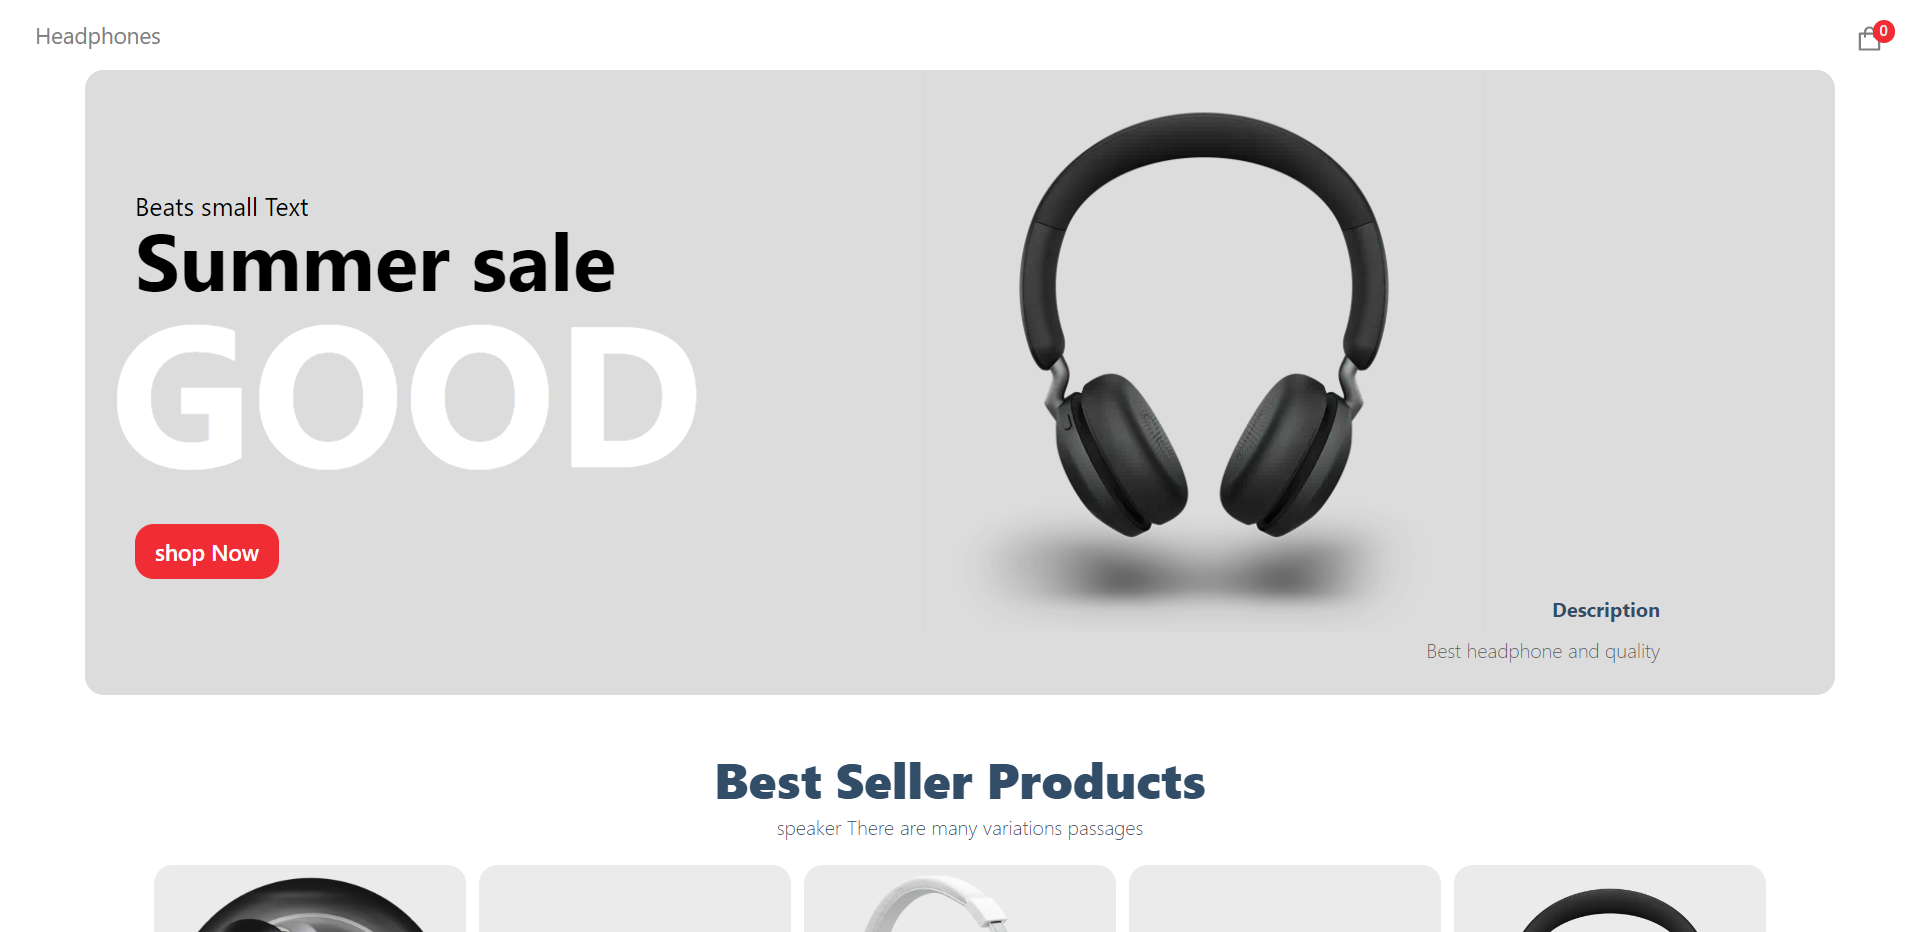 Headphones
0
Beats small Text
Summer sale
GOOD
shop Now
Description
Best headphone and quality
Best Seller Products
speaker There are many variations passages